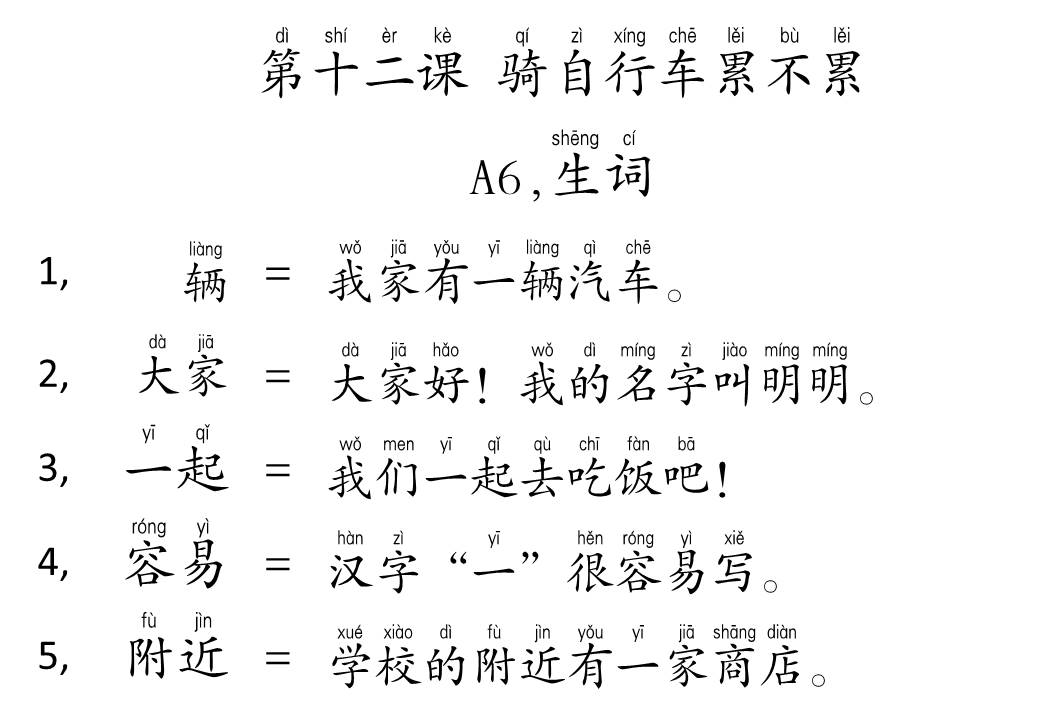 dì shí èr kè qí zì xíng chē lěi bù lěi
第十二课 骑自行车累不累
shēng cí
A6,生词
liàng wǒ jiā yǒu yī liàng qì chē
1, 辆 = 我家有一辆汽车。
dà jiā dà jiā hǎo wǒ dì míng zì jiào míng míng
2, 大家 = 大家好！我的名字叫明明。
yī qǐ wǒ men yī qǐ qù chī fàn bā
3, 一起 = 我们一起去吃饭吧！
róng yì hàn zì yī hěn róng yì xiě
4, 容易 = 汉字“一”很容易写。
fù jìn xué xiào dì fù jìn yǒu yī jiā shāng diàn
5, 附近 = 学校的附近有一家商店。